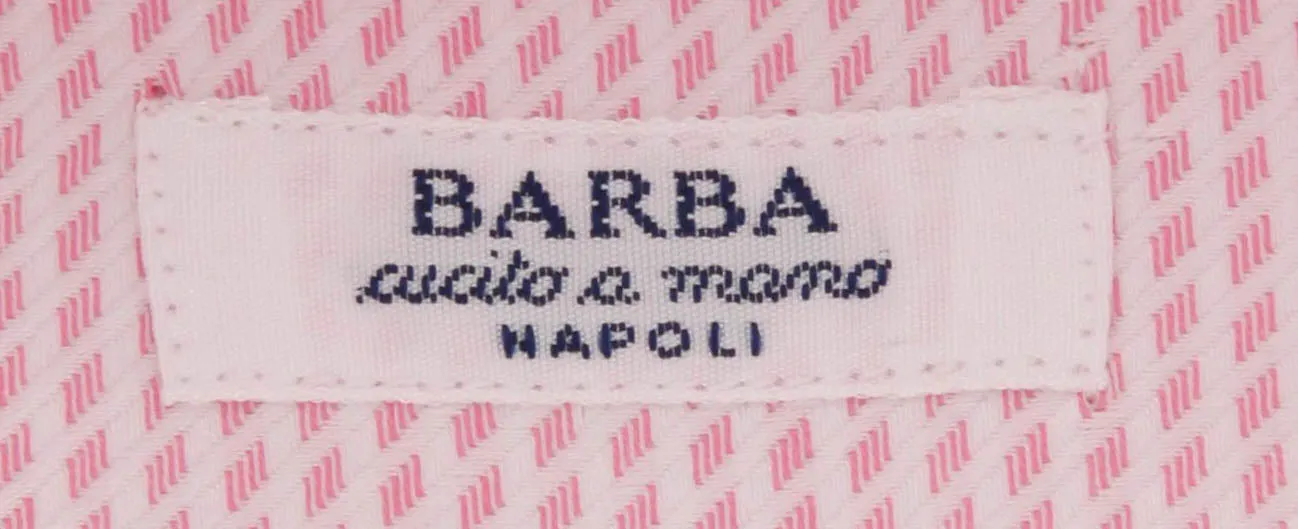 BARBA
cucito a mano
NAPOLI